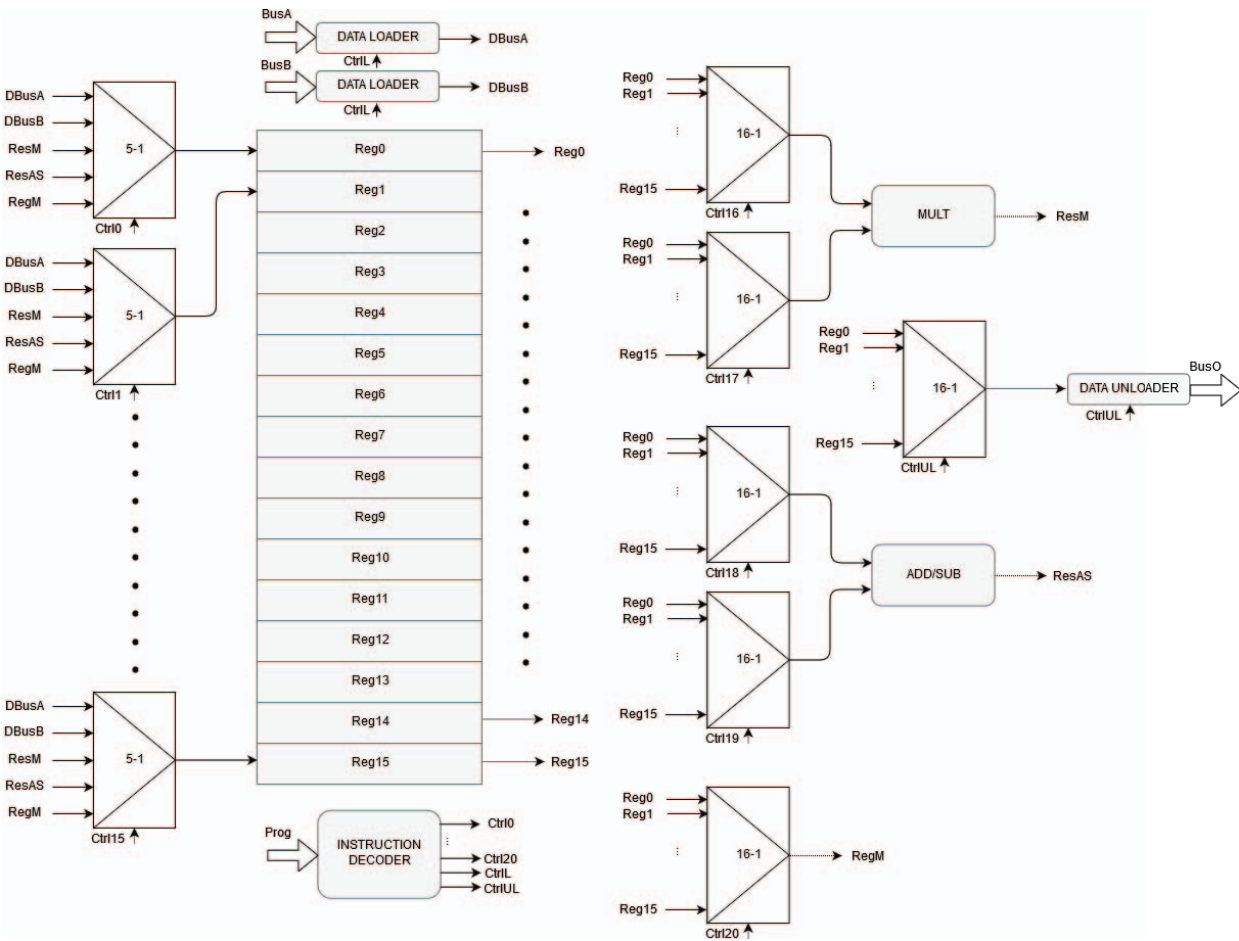 BusA
DATA LOADER
DBusA
CtrlL
BusB
DATA LOADER
DBusB
CtrlL
DBusA
DBusB
ResM
ResAS
RegM
5-1
Ctrl0
DBusA
DBusB
ResM
ResAS
RegM
5-1
Ctrl1
DBusA
DBusB
ResM
ResAS
RegM
5-1
Ctrl15
Reg0
Reg1
Reg2
Reg3
Reg4
Reg5
Reg6
Reg7
Reg8
Reg9
Reg10
Reg11
Reg12
Reg13
Reg14
Reg15
Reg0
Reg14
Reg15
Prog
INSTRUCTION
DECODER
Ctrl0
Ctrl20
CtrlL
CtrlUL
Reg0
Reg1
Reg15
16-1
Ctrl16
Reg0
Reg1
Reg15
16-1
Ctrl17
MULT
ResM
Reg0
Reg1
Reg15
16-1
CtrlUL
DATA UNLOADER
CtrlUL
BusO
Reg0
Reg1
Reg15
16-1
Ctrl18
Reg0
Reg1
Reg15
16-1
Ctrl19
ADD/SUB
ResAS
Reg0
Reg1
Reg15
16-1
Ctrl20
RegM